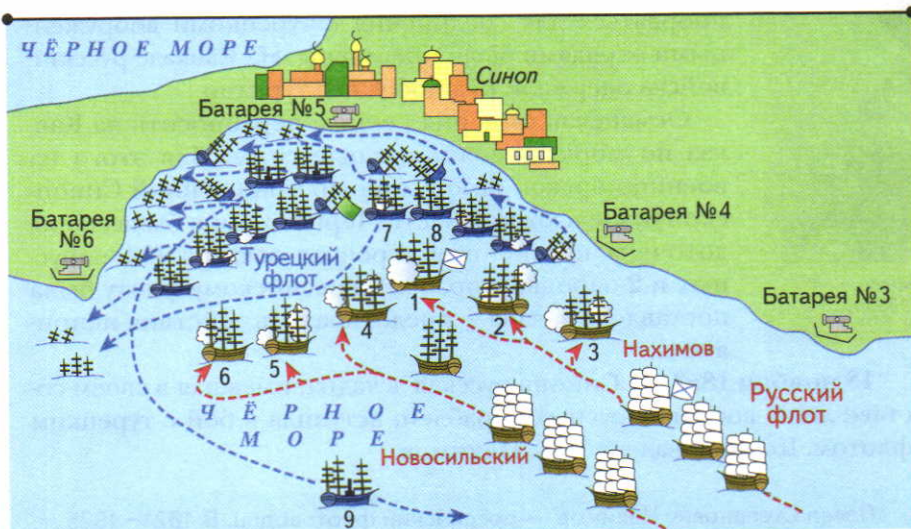 ЧЁРНОЕ МОРЕ
Синоп
Батарея №5
Батарея
№4
Батарея
№6
7
8
Турецкий
флот
Батарея №3
1
2
4
3
6
5
Нахимов
Русский
флот
ЧЁРНОЕ
МОРЕ
Новосильский
9